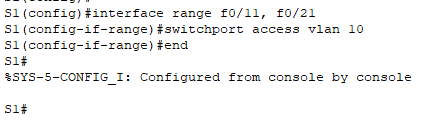 S1(config)#interface range f0/11, f0/21
S1(config-if-range)#switchport access vlan 10
S1(config-if-range)#end
S1#
%SYS-5-CONFIG_I: Configured from console by console
S1#